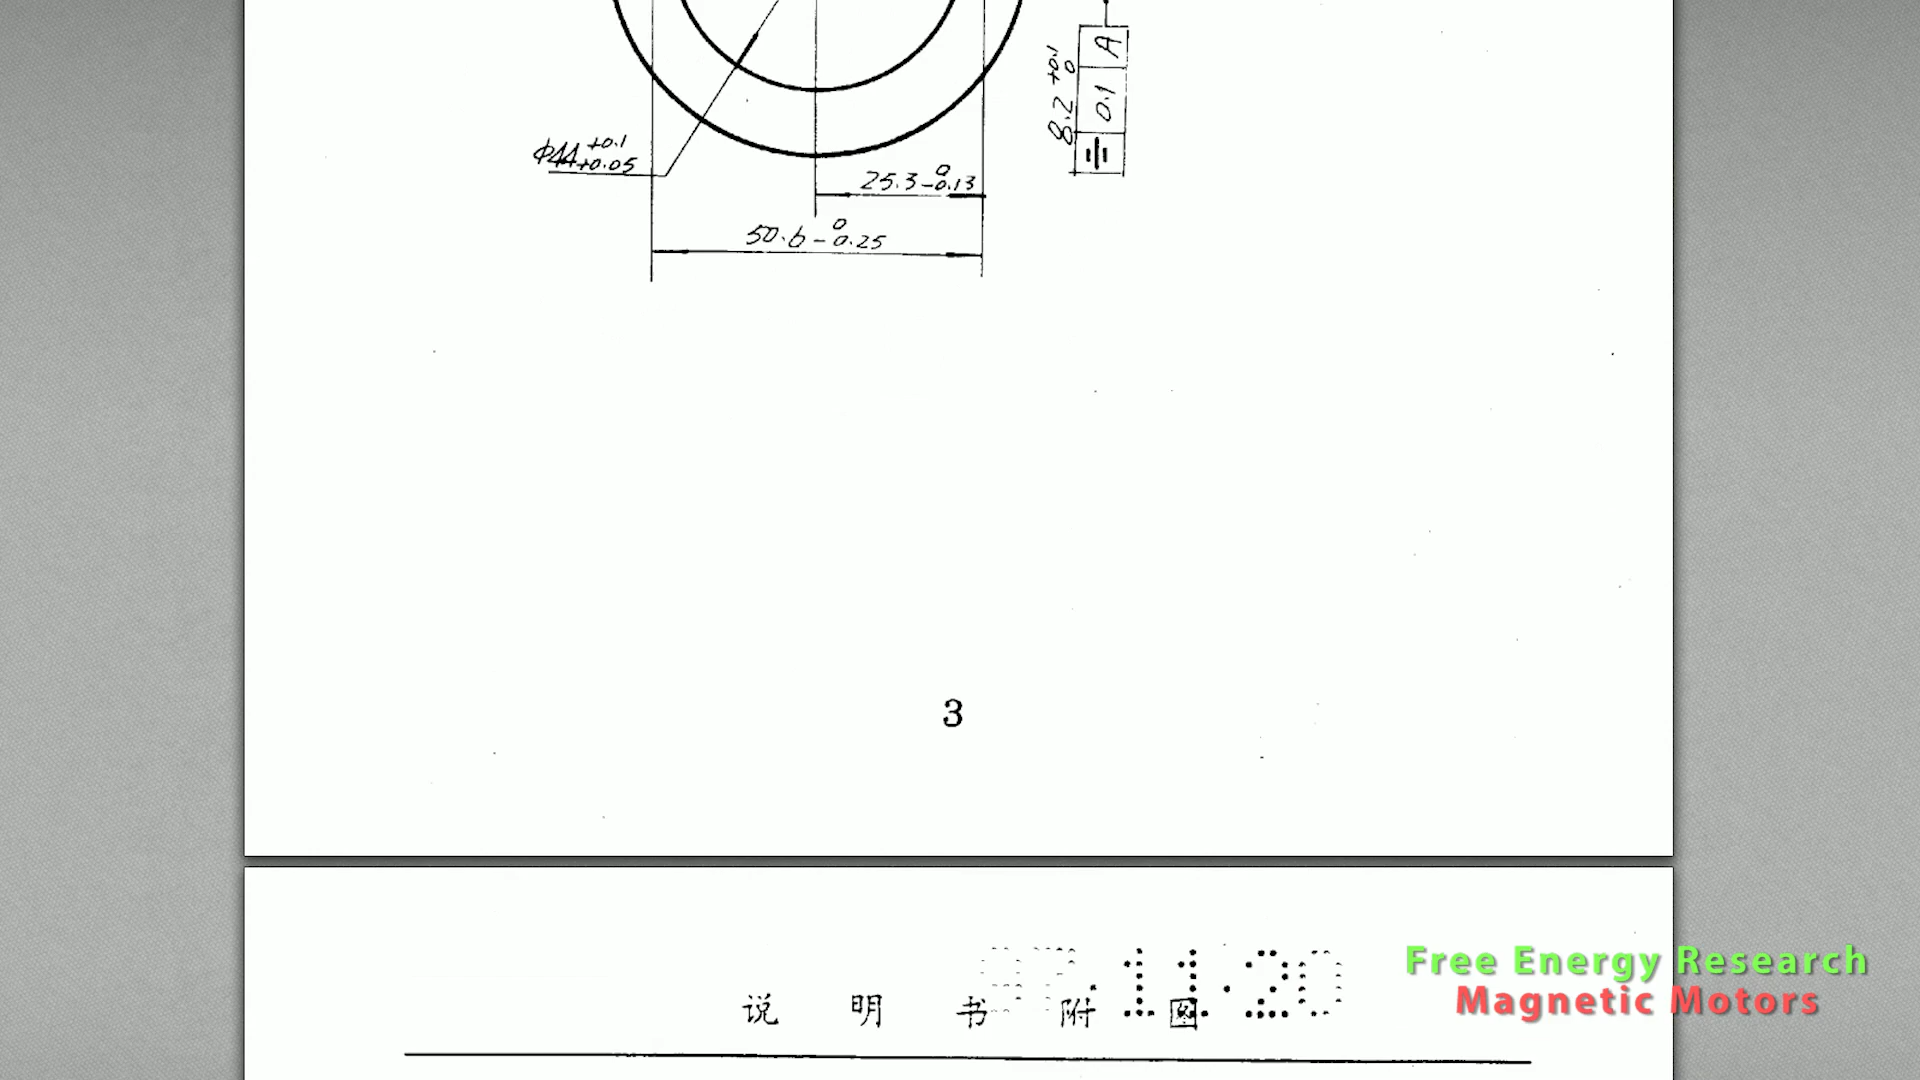 8.2 +0.1 0
⌯ 0.1 A
Φ44 +0.1 +0.05
25.3 0 -0.13
50.6 0 -0.25
3
97.11.20
说 明 书 附 图
Free Energy Research
Magnetic Motors